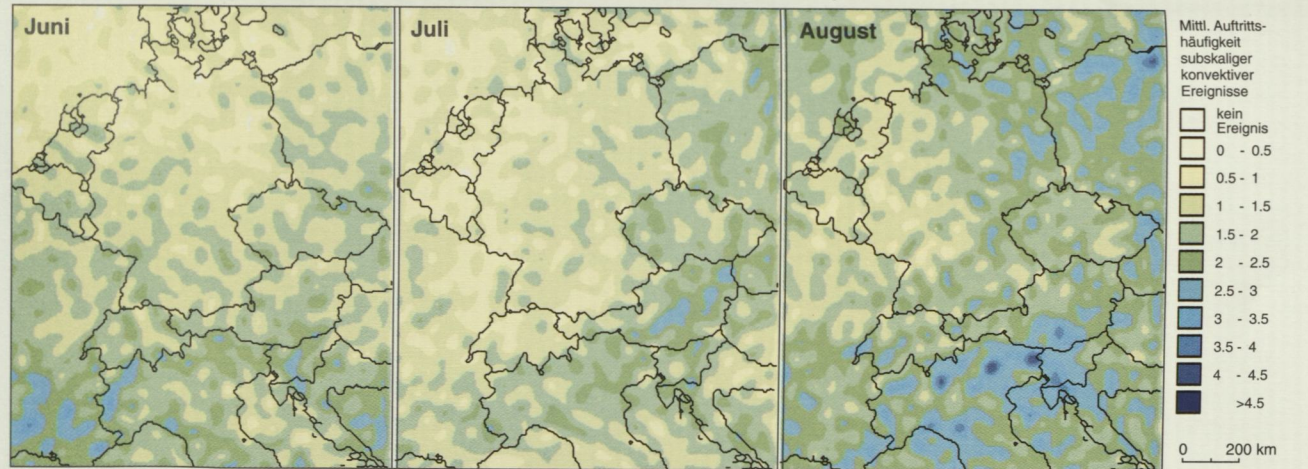 Juni
Juli
August
Mittl. Auftritts-
häufigkeit
subskaliger
konvektiver
Ereignisse
kein
Ereignis
0 - 0.5
0.5 - 1
1 - 1.5
1.5 - 2
2 - 2.5
2.5 - 3
3 - 3.5
3.5 - 4
4 - 4.5
>4.5
0 200 km